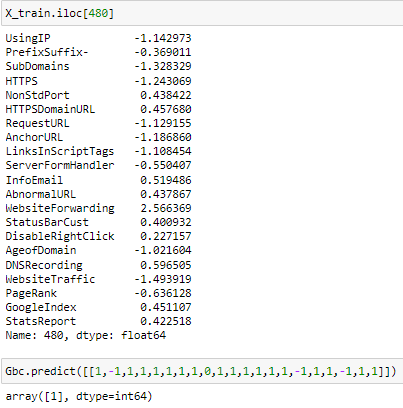 X_train.iloc[480]
UsingIP -1.142973
PrefixSuffix- -0.369011
SubDomains -1.328329
HTTPS -1.243069
NonStdPort 0.438422
HTTPSDomainURL 0.457680
RequestURL -1.129155
AnchorURL -1.186860
LinksInScriptTags -1.108454
ServerFormHandler -0.550407
InfoEmail 0.519486
AbnormalURL 0.437867
WebsiteForwarding 2.566369
StatusBarCust 0.400932
DisableRightClick 0.227157
AgeofDomain -1.021604
DNSRecording 0.596505
WebsiteTraffic -1.493919
PageRank -0.636128
GoogleIndex 0.451107
StatsReport 0.422518
Name: 480, dtype: float64
Gbc.predict([[1,-1,1,1,1,1,1,1,0,1,1,1,1,1,1,-1,1,1,-1,1,1]])
array([1], dtype=int64)